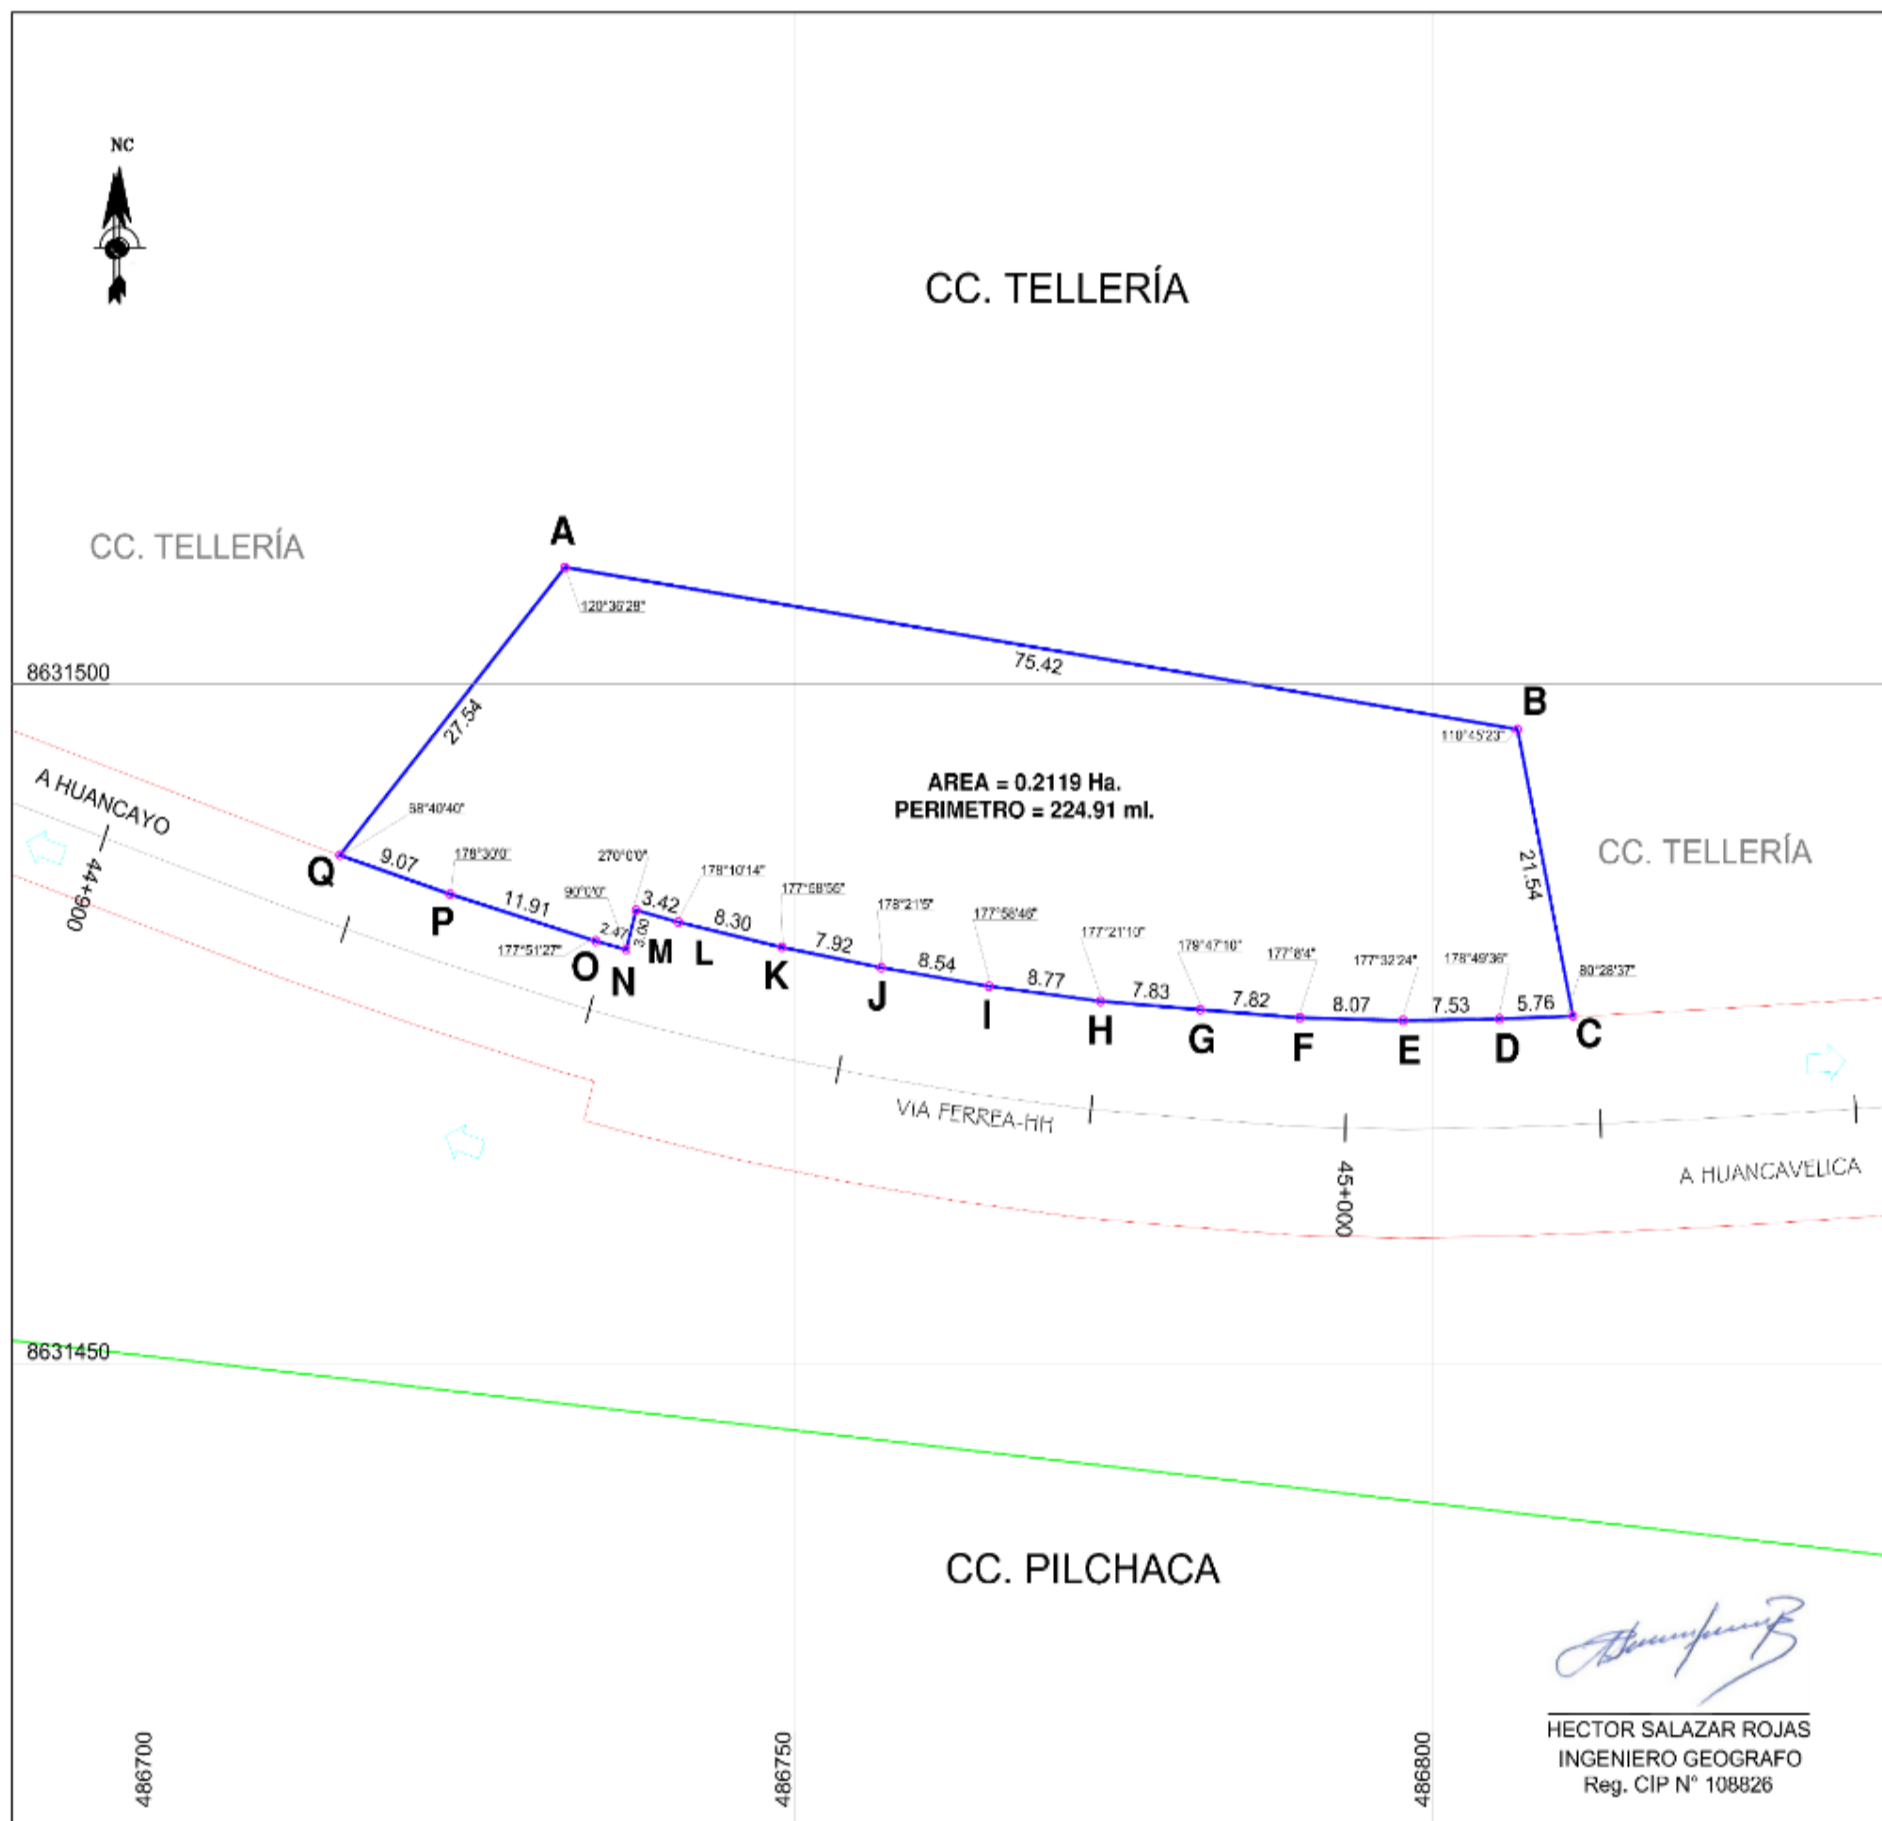 NC
CC. TELLERÍA
CC. TELLERÍA
A
120°36'28"
8631500
75.42
B
110°45'23"
27.54
AREA = 0.2119 Ha.
PERIMETRO = 224.91 ml.
A HUANCAYO
44+900
68°40'40"
Q
9.07
178°30'0"
P
11.91
90°0'0"
270°0'0"
177°51'27"
2.47
3.00
O
N
M
3.42
178°10'14"
L
8.30
177°58'56"
K
7.92
178°21'5"
J
8.54
177°58'46"
I
8.77
177°21'10"
H
7.83
179°47'10"
G
7.82
177°8'4"
F
8.07
177°32'24"
E
7.53
178°49'36"
D
5.76
80°28'37"
C
21.54
CC. TELLERÍA
VIA FERREA-HH
45+000
A HUANCAVELICA
8631450
CC. PILCHACA
486700
486750
486800
HECTOR SALAZAR ROJAS
INGENIERO GEOGRAFO
Reg. CIP N° 108826